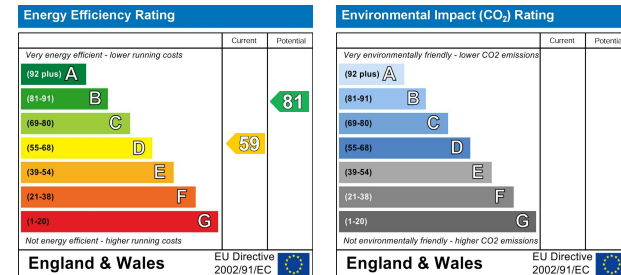 Energy Efficiency Rating
Current Potential
Very energy efficient - lower running costs
(92 plus) A
(81-91) B
(69-80) C
(55-68) D
(39-54) E
(21-38) F
(1-20) G
81
59
Not energy efficient - higher running costs
England & Wales
EU Directive
2002/91/EC
Environmental Impact (CO₂) Rating
Current Potentia
Very environmentally friendly - lower CO2 emissions
(92 plus) A
(81-91) B
(69-80) C
(55-68) D
(39-54) E
(21-38) F
(1-20) G
Not environmentally friendly - higher CO2 emissions
England & Wales
EU Directive
2002/91/EC